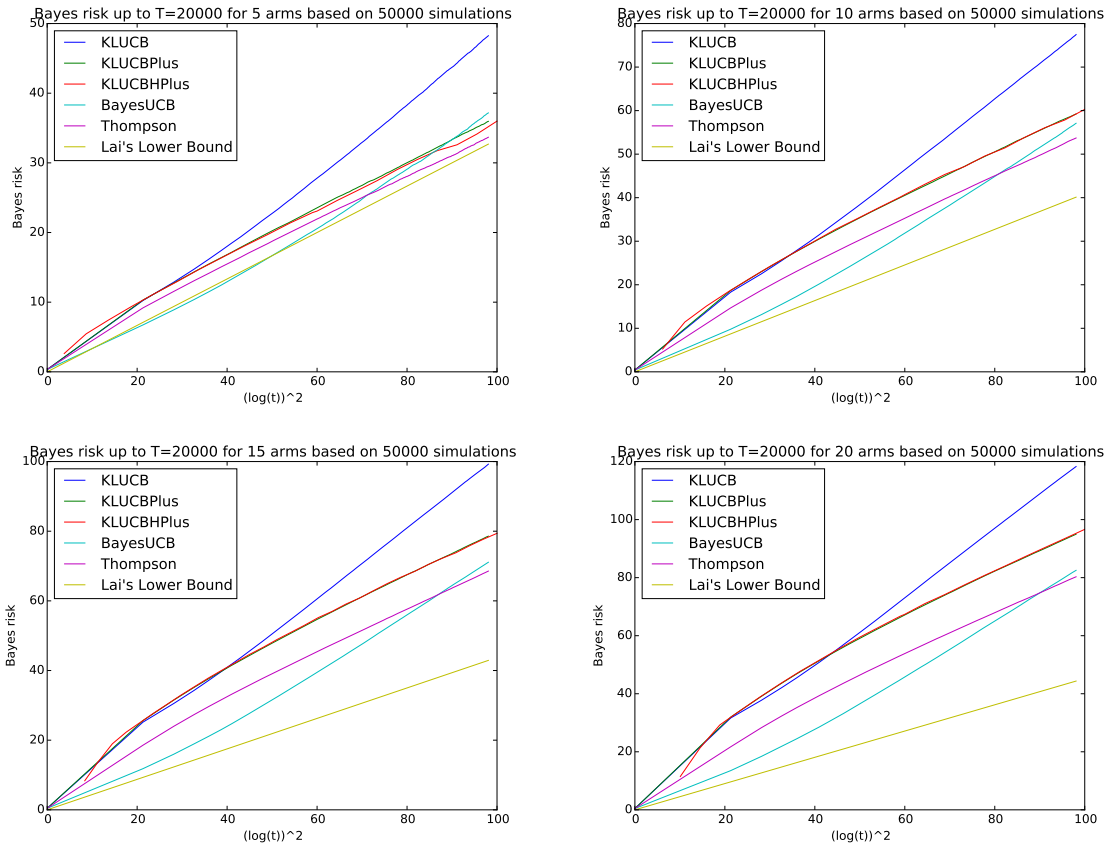 Bayes risk up to T=20000 for 5 arms based on 50000 simulations
50
40
30
20
10
0
KLUCB
KLUCBPlus
KLUCBHPlus
BayesUCB
Thompson
Lai's Lower Bound
Bayes risk
0 20 40 60 80 100
(log(t))^2
Bayes risk up to T=20000 for 10 arms based on 50000 simulations
80
70
60
50
40
30
20
10
0
KLUCB
KLUCBPlus
KLUCBHPlus
BayesUCB
Thompson
Lai's Lower Bound
Bayes risk
0 20 40 60 80 100
(log(t))^2
Bayes risk up to T=20000 for 15 arms based on 50000 simulations
100
80
60
40
20
0
KLUCB
KLUCBPlus
KLUCBHPlus
BayesUCB
Thompson
Lai's Lower Bound
Bayes risk
0 20 40 60 80 100
(log(t))^2
Bayes risk up to T=20000 for 20 arms based on 50000 simulations
120
100
80
60
40
20
0
KLUCB
KLUCBPlus
KLUCBHPlus
BayesUCB
Thompson
Lai's Lower Bound
Bayes risk
0 20 40 60 80 100
(log(t))^2